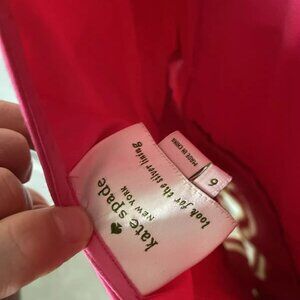 kate spade
NEW YORK
look for the silver lining
6
MADE IN CHINA